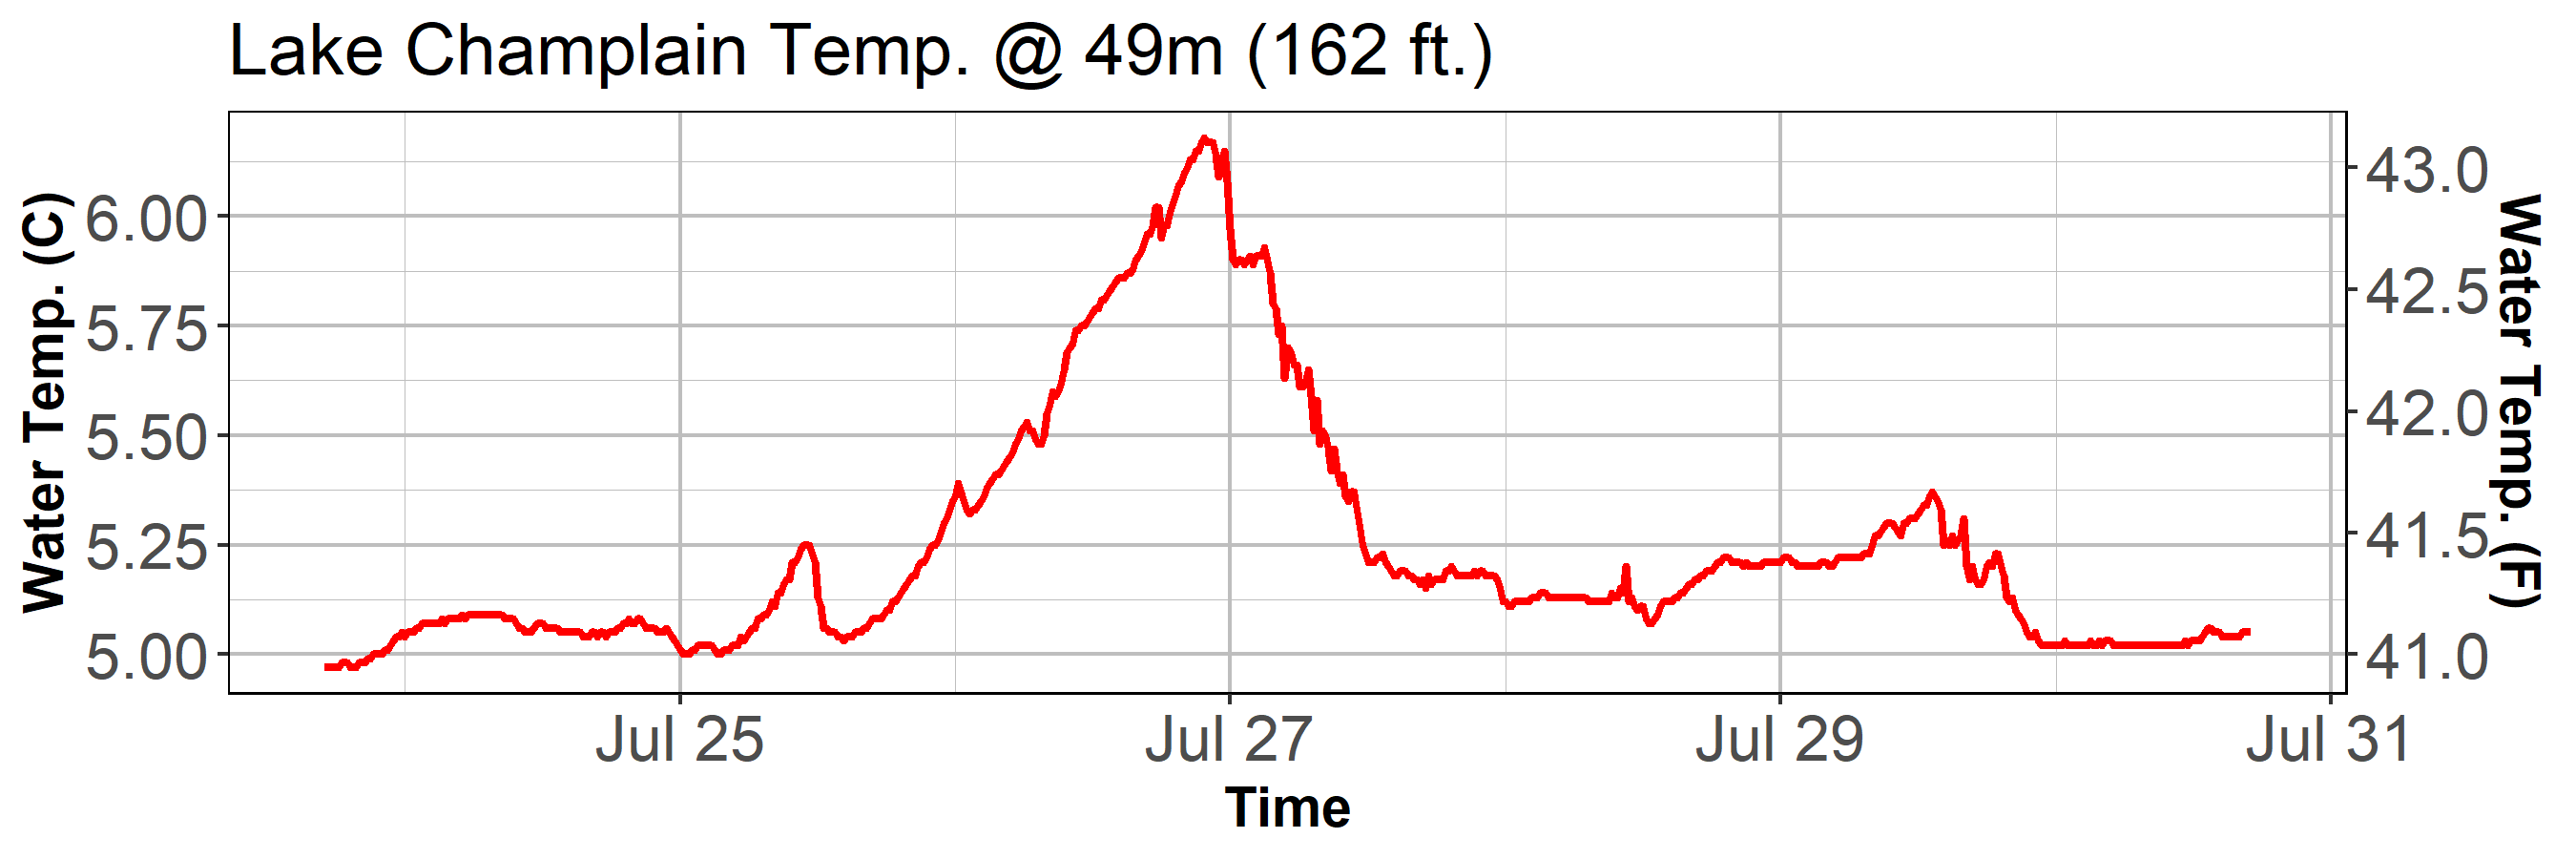 Lake Champlain Temp. @ 49m (162 ft.)
Water Temp. (C)
6.00
5.75
5.50
5.25
5.00
43.0
42.5
42.0
41.5
41.0
Water Temp. (F)
Jul 25 Jul 27 Jul 29 Jul 31
Time